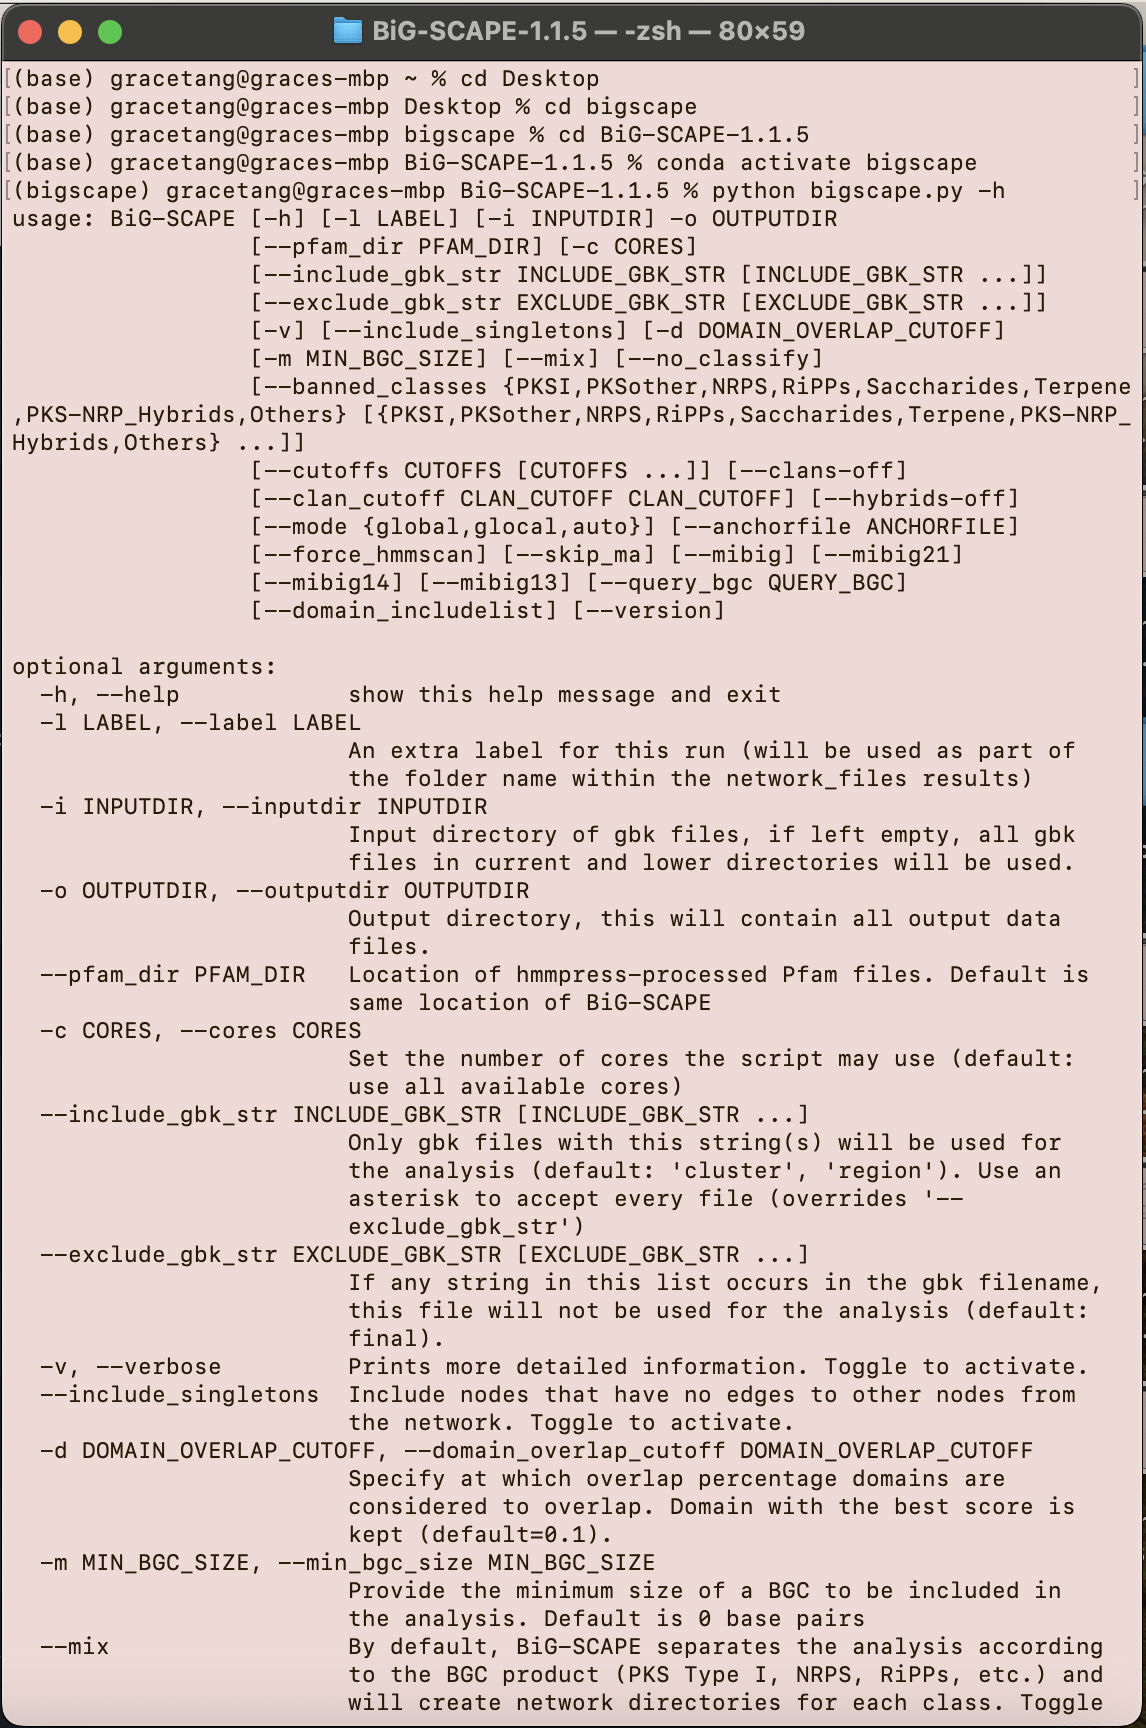 BiG-SCAPE-1.1.5 — -zsh — 80×59
[(base) gracetang@graces-mbp ~ % cd Desktop ]
[(base) gracetang@graces-mbp Desktop % cd bigscape ]
[(base) gracetang@graces-mbp bigscape % cd BiG-SCAPE-1.1.5 ]
[(base) gracetang@graces-mbp BiG-SCAPE-1.1.5 % conda activate bigscape ]
[(bigscape) gracetang@graces-mbp BiG-SCAPE-1.1.5 % python bigscape.py -h ]
usage: BiG-SCAPE [-h] [-l LABEL] [-i INPUTDIR] -o OUTPUTDIR
[--pfam_dir PFAM_DIR] [-c CORES]
[--include_gbk_str INCLUDE_GBK_STR [INCLUDE_GBK_STR ...]]
[--exclude_gbk_str EXCLUDE_GBK_STR [EXCLUDE_GBK_STR ...]]
[-v] [--include_singletons] [-d DOMAIN_OVERLAP_CUTOFF]
[-m MIN_BGC_SIZE] [--mix] [--no_classify]
[--banned_classes {PKSI,PKSother,NRPS,RiPPs,Saccharides,Terpene
,PKS-NRP_Hybrids,Others} [{PKSI,PKSother,NRPS,RiPPs,Saccharides,Terpene,PKS-NRP_
Hybrids,Others} ...]]
[--cutoffs CUTOFFS [CUTOFFS ...]] [--clans-off]
[--clan_cutoff CLAN_CUTOFF CLAN_CUTOFF] [--hybrids-off]
[--mode {global,glocal,auto}] [--anchorfile ANCHORFILE]
[--force_hmmscan] [--skip_ma] [--mibig] [--mibig21]
[--mibig14] [--mibig13] [--query_bgc QUERY_BGC]
[--domain_includelist] [--version]
optional arguments:
-h, --help show this help message and exit
-l LABEL, --label LABEL
An extra label for this run (will be used as part of
the folder name within the network_files results)
-i INPUTDIR, --inputdir INPUTDIR
Input directory of gbk files, if left empty, all gbk
files in current and lower directories will be used.
-o OUTPUTDIR, --outputdir OUTPUTDIR
Output directory, this will contain all output data
files.
--pfam_dir PFAM_DIR Location of hmmpress-processed Pfam files. Default is
same location of BiG-SCAPE
-c CORES, --cores CORES
Set the number of cores the script may use (default:
use all available cores)
--include_gbk_str INCLUDE_GBK_STR [INCLUDE_GBK_STR ...]
Only gbk files with this string(s) will be used for
the analysis (default: 'cluster', 'region'). Use an
asterisk to accept every file (overrides '--
exclude_gbk_str')
--exclude_gbk_str EXCLUDE_GBK_STR [EXCLUDE_GBK_STR ...]
If any string in this list occurs in the gbk filename,
this file will not be used for the analysis (default:
final).
-v, --verbose Prints more detailed information. Toggle to activate.
--include_singletons Include nodes that have no edges to other nodes from
the network. Toggle to activate.
-d DOMAIN_OVERLAP_CUTOFF, --domain_overlap_cutoff DOMAIN_OVERLAP_CUTOFF
Specify at which overlap percentage domains are
considered to overlap. Domain with the best score is
kept (default=0.1).
-m MIN_BGC_SIZE, --min_bgc_size MIN_BGC_SIZE
Provide the minimum size of a BGC to be included in
the analysis. Default is 0 base pairs
--mix By default, BiG-SCAPE separates the analysis according
to the BGC product (PKS Type I, NRPS, RiPPs, etc.) and
will create network directories for each class. Toggle